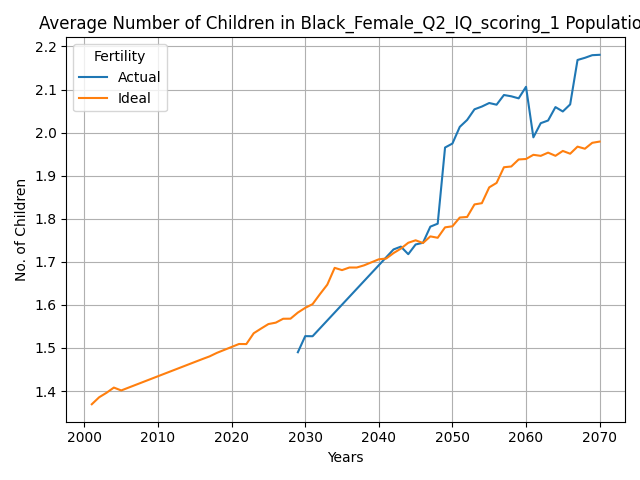 Average Number of Children in Black_Female_Q2_IQ_scoring_1 Populatio
Fertility
Actual
Ideal
No. of Children
2.2
2.1
2.0
1.9
1.8
1.7
1.6
1.5
1.4
2000 2010 2020 2030 2040 2050 2060 2070
Years